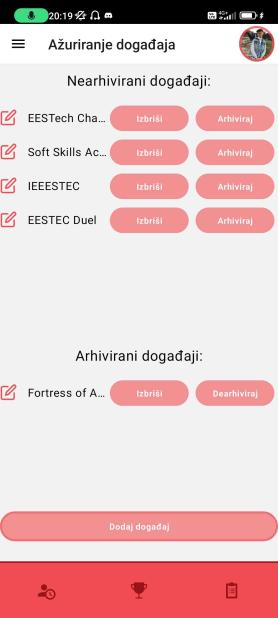 20:19
Ažuriranje događaja
Nearhivirani događaji:
EESTech Cha... Izbriši Arhiviraj
Soft Skills Ac... Izbriši Arhiviraj
IEEESTEC Izbriši Arhiviraj
EESTEC Duel Izbriši Arhiviraj
Arhivirani događaji:
Fortress of A... Izbriši Dearhiviraj
Dodaj događaj